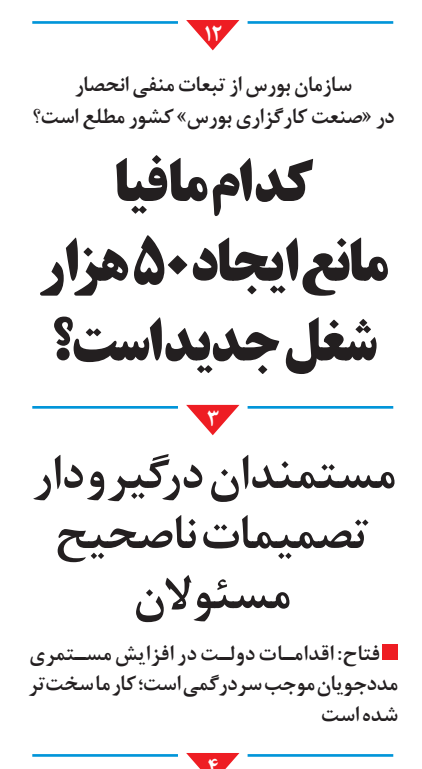 ۱۲
سازمان بورس از تبعات منفی انحصار
در «صنعت کارگزاری بورس» کشور مطلع است؟
کدام مافیا
مانع ایجاد ۵۰ هزار
شغل جدید است؟
۳
مستمندان درگیر و دار
تصمیمات ناصحیح
مسئولان
فتاح: اقدامات دولت در افزایش مستمری
مددجویان موجب سردرگمی است؛ کار ما سخت‌تر
شده است
۴